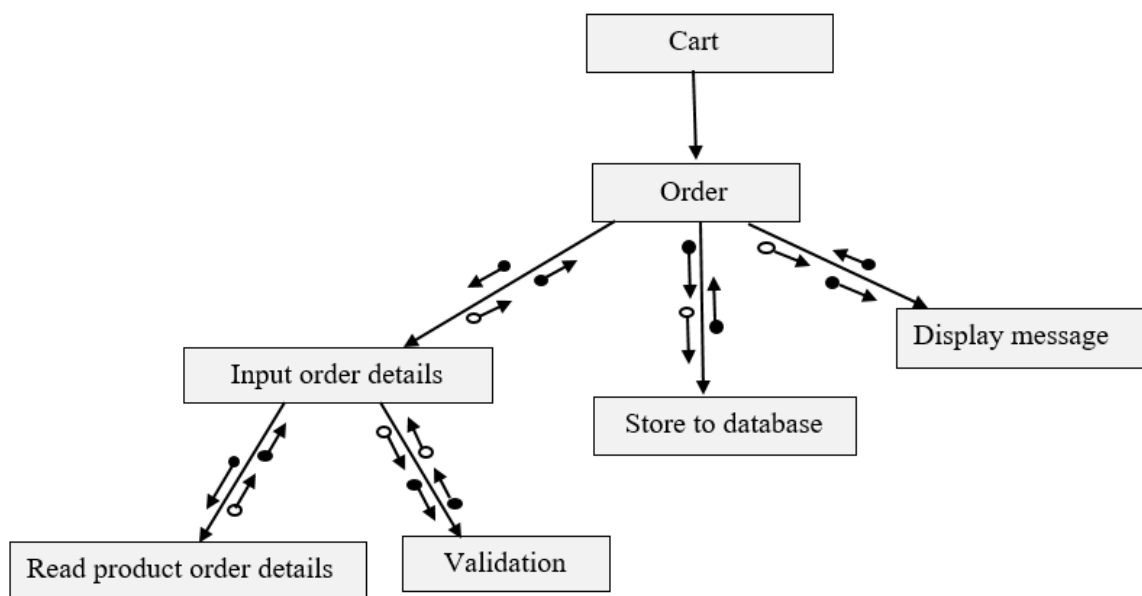 Cart
Order
Display message
Input order details
Store to database
Read product order details
Validation